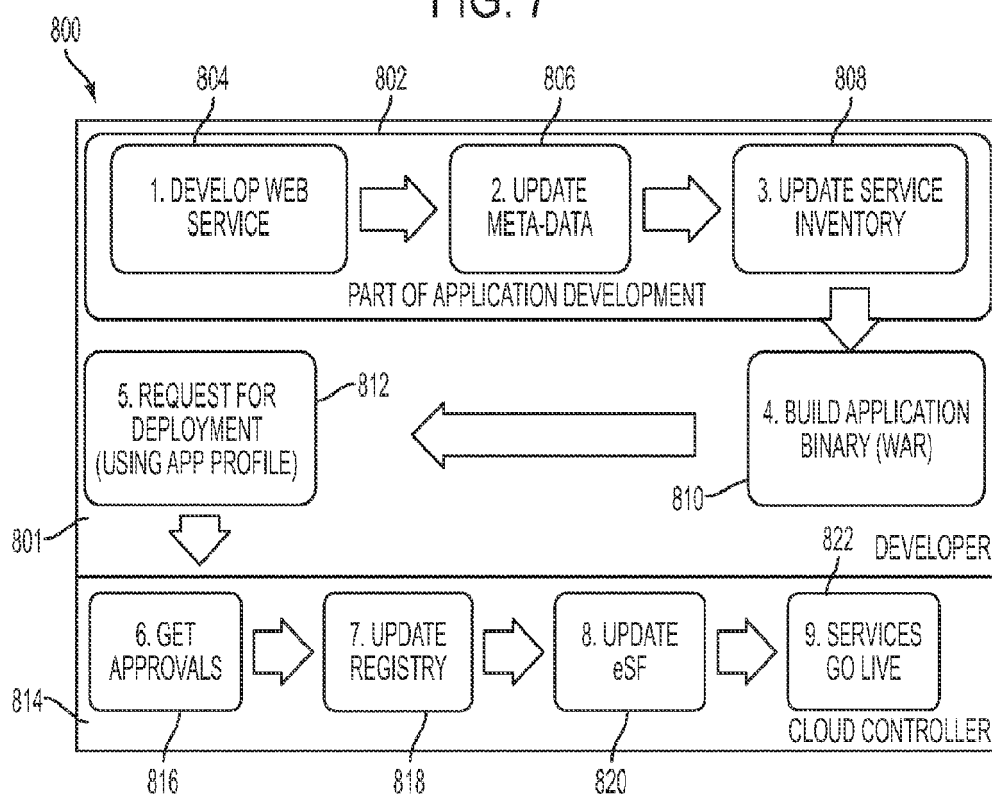 FIG. 7
800
804
802
806
808
1. DEVELOP WEB
SERVICE
2. UPDATE
META-DATA
3. UPDATE SERVICE
INVENTORY
PART OF APPLICATION DEVELOPMENT
5. REQUEST FOR
DEPLOYMENT
(USING APP PROFILE)
812
4. BUILD APPLICATION
BINARY (WAR)
810
801
822
DEVELOPER
6. GET
APPROVALS
7. UPDATE
REGISTRY
8. UPDATE
eSF
9. SERVICES
GO LIVE
814
CLOUD CONTROLLER
816
818
820